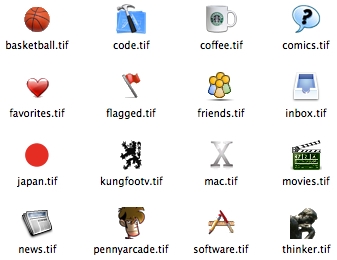 basketball.tif
code.tif
coffee.tif
comics.tif
favorites.tif
flagged.tif
friends.tif
inbox.tif
japan.tif
kungfootv.tif
mac.tif
movies.tif
news.tif
pennyarcade.tif
software.tif
thinker.tif